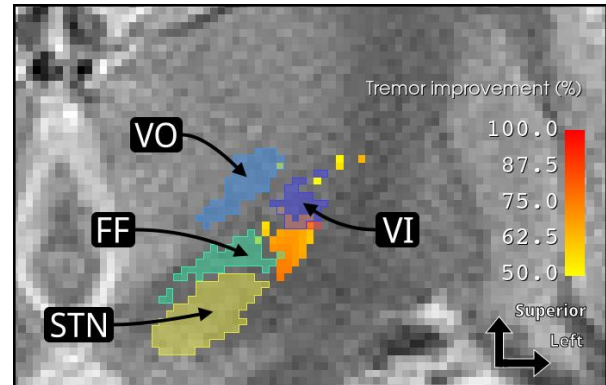 Tremor improvement (%)
100.0
VO
87.5
75.0
FF
VI
62.5
50.0
STN
Superior
Left